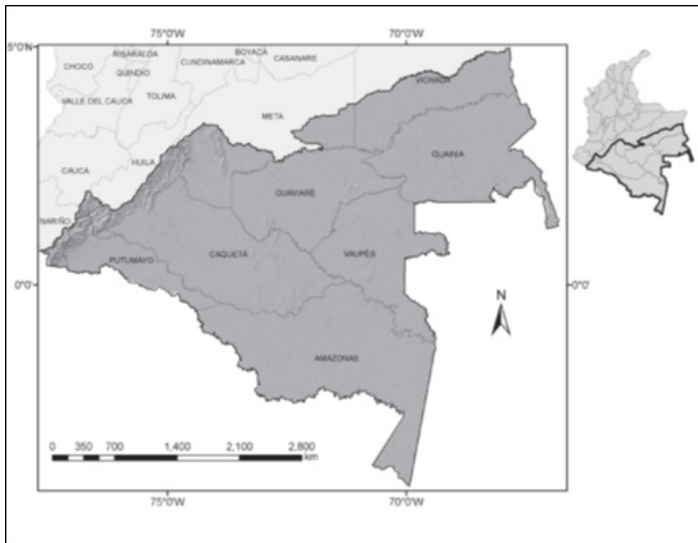 75°0'W 70°0'W
5°0'N
RISARALDA
BOYACÁ
CASANARE
CHOCÓ
CUNDINAMARCA
QUINDÍO
VICHADA
VALLE DEL CAUCA
TOLIMA
META
GUAINÍA
HUILA
CAUCA
GUAVIARE
NARIÑO
VAUPÉS
CAQUETÁ
PUTUMAYO
0°0' 0°0'
N
AMAZONAS
0 350 700 1,400 2,100 2,800
km
75°0'W 70°0'W